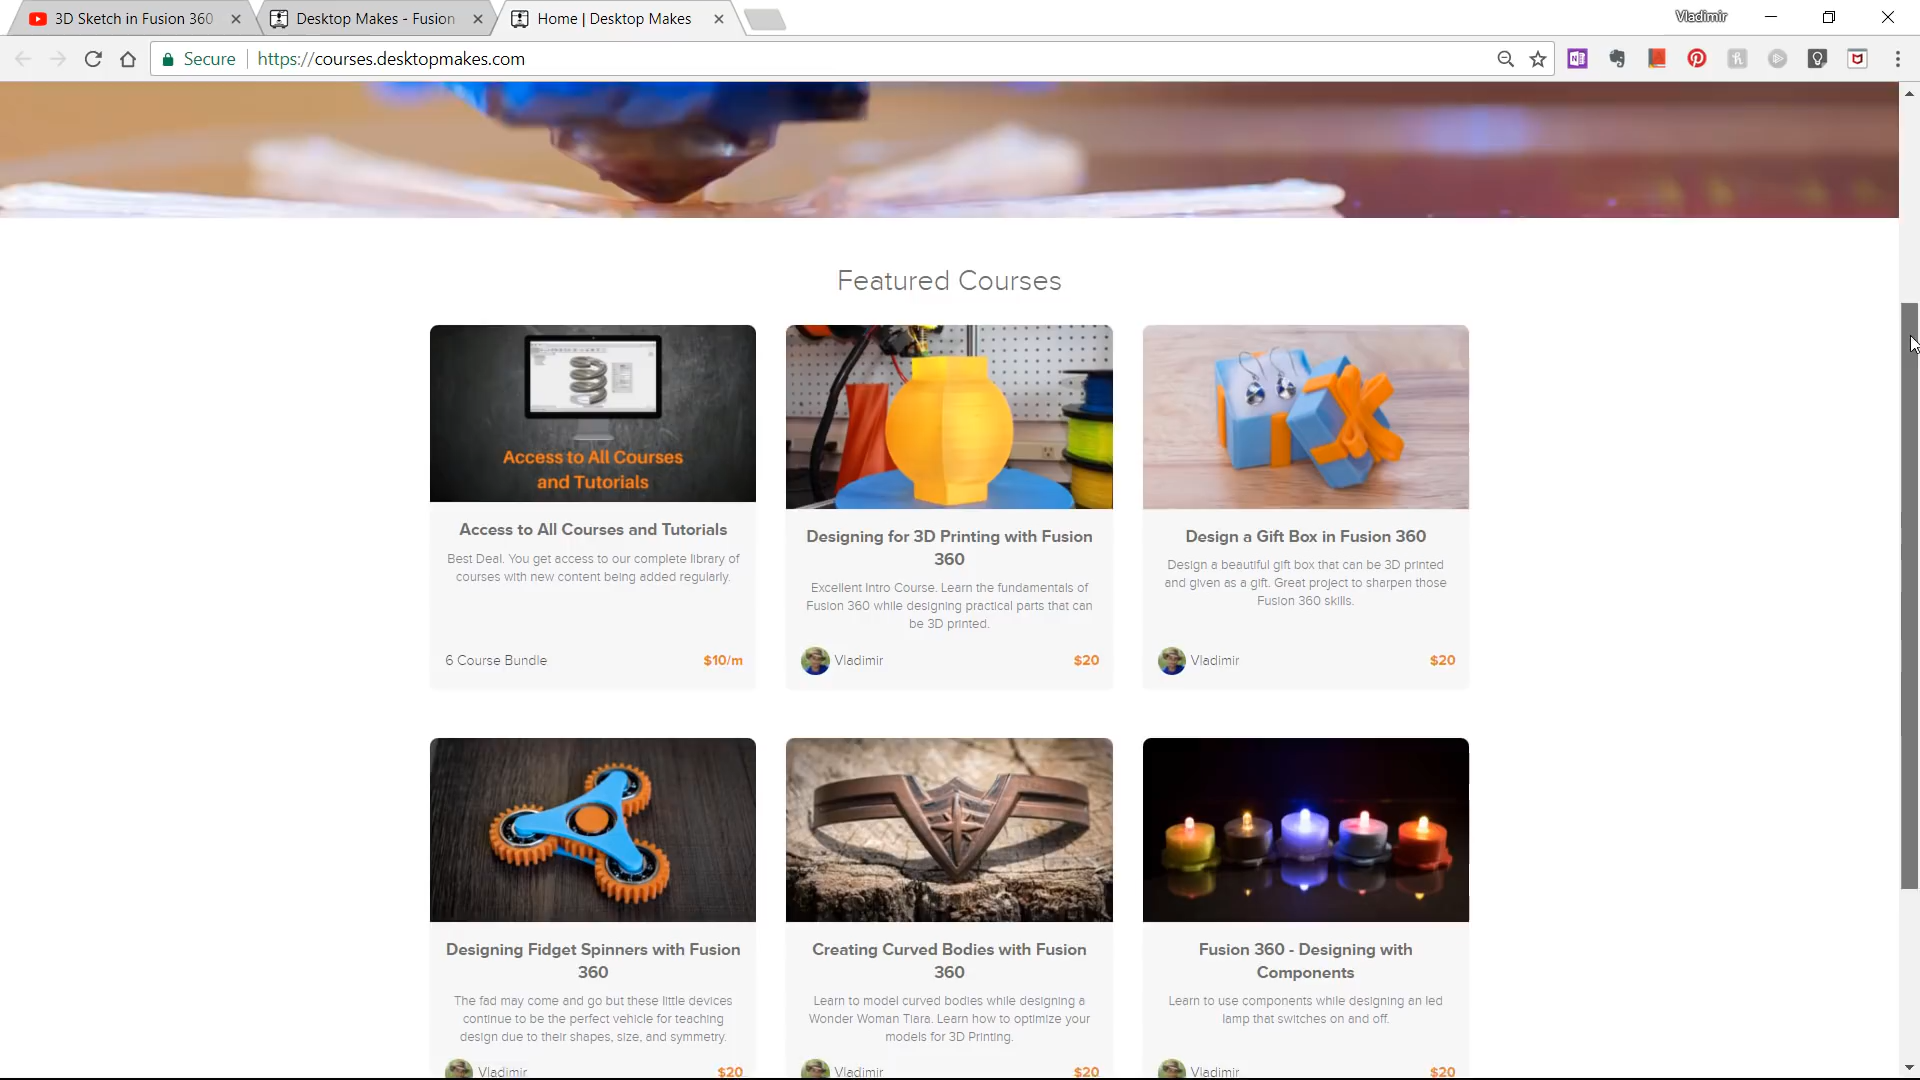 3D Sketch in Fusion 360
Desktop Makes - Fusion
Home | Desktop Makes
Vladimir
Secure
https://courses.desktopmakes.com
Featured Courses
Access to All Courses
and Tutorials
Access to All Courses and Tutorials
Best Deal. You get access to our complete library of
courses with new content being added regularly.
6 Course Bundle
$10/m
Designing for 3D Printing with Fusion
360
Excellent Intro Course. Learn the fundamentals of
Fusion 360 while designing practical parts that can
be 3D printed.
Vladimir
$20
Design a Gift Box in Fusion 360
Design a beautiful gift box that can be 3D printed
and given as a gift. Great project to sharpen those
Fusion 360 skills.
Vladimir
$20
Designing Fidget Spinners with Fusion
360
The fad may come and go but these little devices
continue to be the perfect vehicle for teaching
design due to their shapes, size, and symmetry.
Vladimir
$20
Creating Curved Bodies with Fusion
360
Learn to model curved bodies while designing a
Wonder Woman Tiara. Learn how to optimize your
models for 3D Printing.
Vladimir
$20
Fusion 360 - Designing with
Components
Learn to use components while designing an led
lamp that switches on and off.
Vladimir
$20